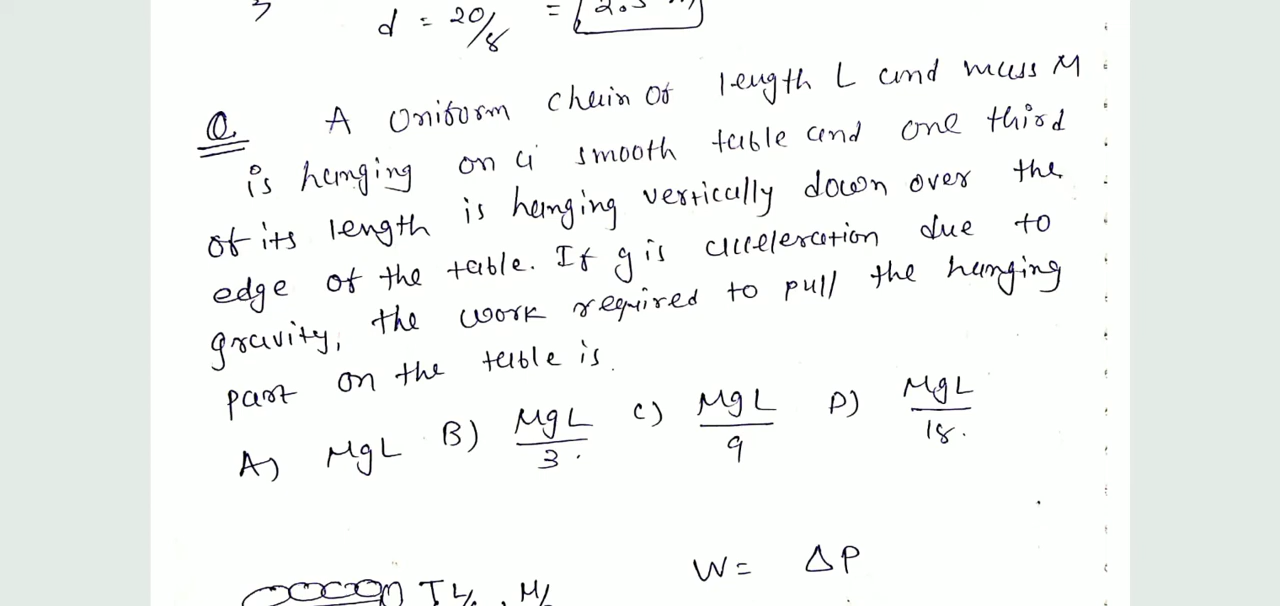 d = 20/8 =
Q. A Uniform chain of length L and mass M
is hanging on a smooth table and one third
of its length is hanging vertically down over the
edge of the table. If g is acceleration due to
gravity, the work required to pull the hanging
part on the table is.
A) MgL B) MgL/3. C) MgL/9 D) MgL/18.
W = ΔP